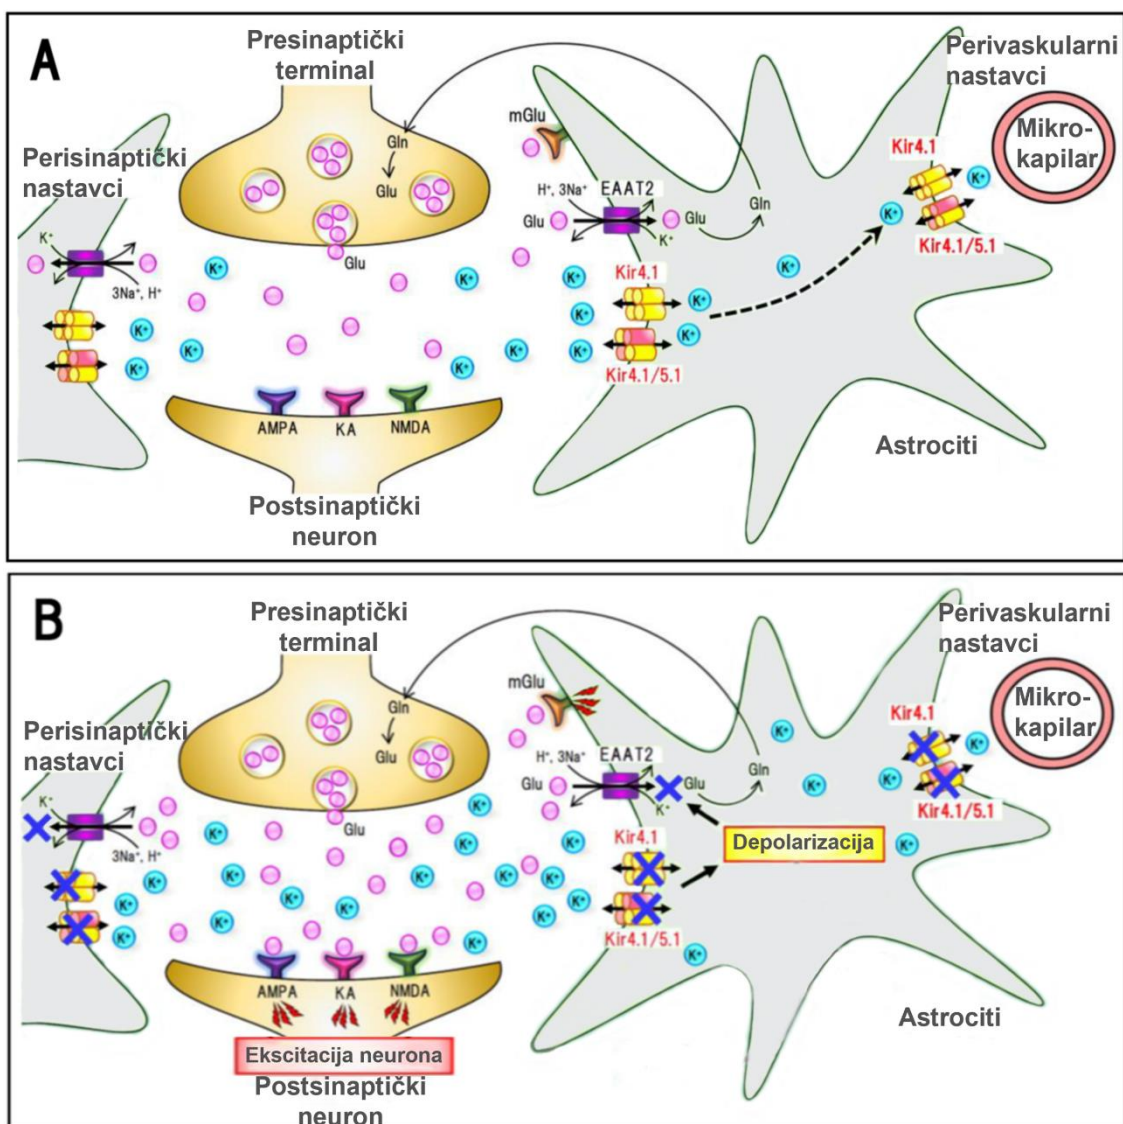 A
Presinaptički
terminal
Perivaskularni
nastavci
Mikro-
kapilar
Perisinaptički
nastavci
Gln
Glu
mGlu
Kir4.1
K⁺
Kir4.1/5.1
H⁺, 3Na⁺
EAAT2
Glu
Glu
Gln
K⁺
K⁺
K⁺
3Na⁺, H⁺
Glu
K⁺
K⁺
K⁺
Kir4.1
K⁺
K⁺
K⁺
K⁺
K⁺
K⁺
K⁺
K⁺
K⁺
Kir4.1/5.1
AMPA
KA
NMDA
Astrociti
Postsinaptički
neuron
B
Presinaptički
terminal
Perivaskularni
nastavci
Mikro-
kapilar
Perisinaptički
nastavci
Gln
Glu
mGlu
Kir4.1
K⁺
K⁺
Kir4.1/5.1
H⁺, 3Na⁺
EAAT2
Glu
Glu
Gln
K⁺
K⁺
K⁺
K⁺
K⁺
3Na⁺, H⁺
Glu
K⁺
K⁺
Kir4.1
Depolarizacija
K⁺
K⁺
K⁺
K⁺
K⁺
K⁺
K⁺
K⁺
K⁺
K⁺
K⁺
K⁺
K⁺
K⁺
Kir4.1/5.1
K⁺
AMPA
KA
NMDA
Astrociti
Ekscitacija neurona
Postsinaptički
neuron